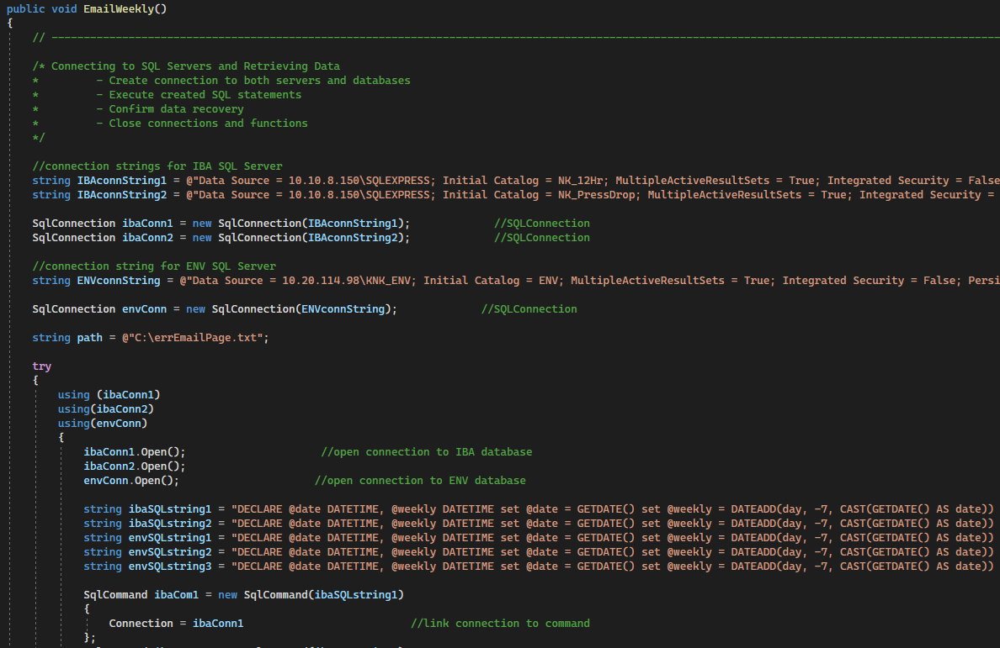 public void EmailWeekly()
{
// ----------------------------------------------------------------------------------------------------------------------------------------------------
/* Connecting to SQL Servers and Retrieving Data
*         - Create connection to both servers and databases
*         - Execute created SQL statements
*         - Confirm data recovery
*         - Close connections and functions
*/
//connection strings for IBA SQL Server
string IBAconnString1 = @"Data Source = 10.10.8.150\SQLEXPRESS; Initial Catalog = NK_12Hr; MultipleActiveResultSets = True; Integrated Security = False
string IBAconnString2 = @"Data Source = 10.10.8.150\SQLEXPRESS; Initial Catalog = NK_PressDrop; MultipleActiveResultSets = True; Integrated Security =
SqlConnection ibaConn1 = new SqlConnection(IBAconnString1);             //SQLConnection
SqlConnection ibaConn2 = new SqlConnection(IBAconnString2);             //SQLConnection
//connection string for ENV SQL Server
string ENVconnString = @"Data Source = 10.20.114.98\KNK_ENV; Initial Catalog = ENV; MultipleActiveResultSets = True; Integrated Security = False; Persi
SqlConnection envConn = new SqlConnection(ENVconnString);             //SQLConnection
string path = @"C:\errEmailPage.txt";
try
{
using (ibaConn1)
using(ibaConn2)
using(envConn)
{
ibaConn1.Open();                     //open connection to IBA database
ibaConn2.Open();
envConn.Open();                     //open connection to ENV database
string ibaSQLstring1 = "DECLARE @date DATETIME, @weekly DATETIME set @date = GETDATE() set @weekly = DATEADD(day, -7, CAST(GETDATE() AS date))
string ibaSQLstring2 = "DECLARE @date DATETIME, @weekly DATETIME set @date = GETDATE() set @weekly = DATEADD(day, -7, CAST(GETDATE() AS date))
string envSQLstring1 = "DECLARE @date DATETIME, @weekly DATETIME set @date = GETDATE() set @weekly = DATEADD(day, -7, CAST(GETDATE() AS date))
string envSQLstring2 = "DECLARE @date DATETIME, @weekly DATETIME set @date = GETDATE() set @weekly = DATEADD(day, -7, CAST(GETDATE() AS date))
string envSQLstring3 = "DECLARE @date DATETIME, @weekly DATETIME set @date = GETDATE() set @weekly = DATEADD(day, -7, CAST(GETDATE() AS date))
SqlCommand ibaCom1 = new SqlCommand(ibaSQLstring1)
{
Connection = ibaConn1                          //link connection to command
};